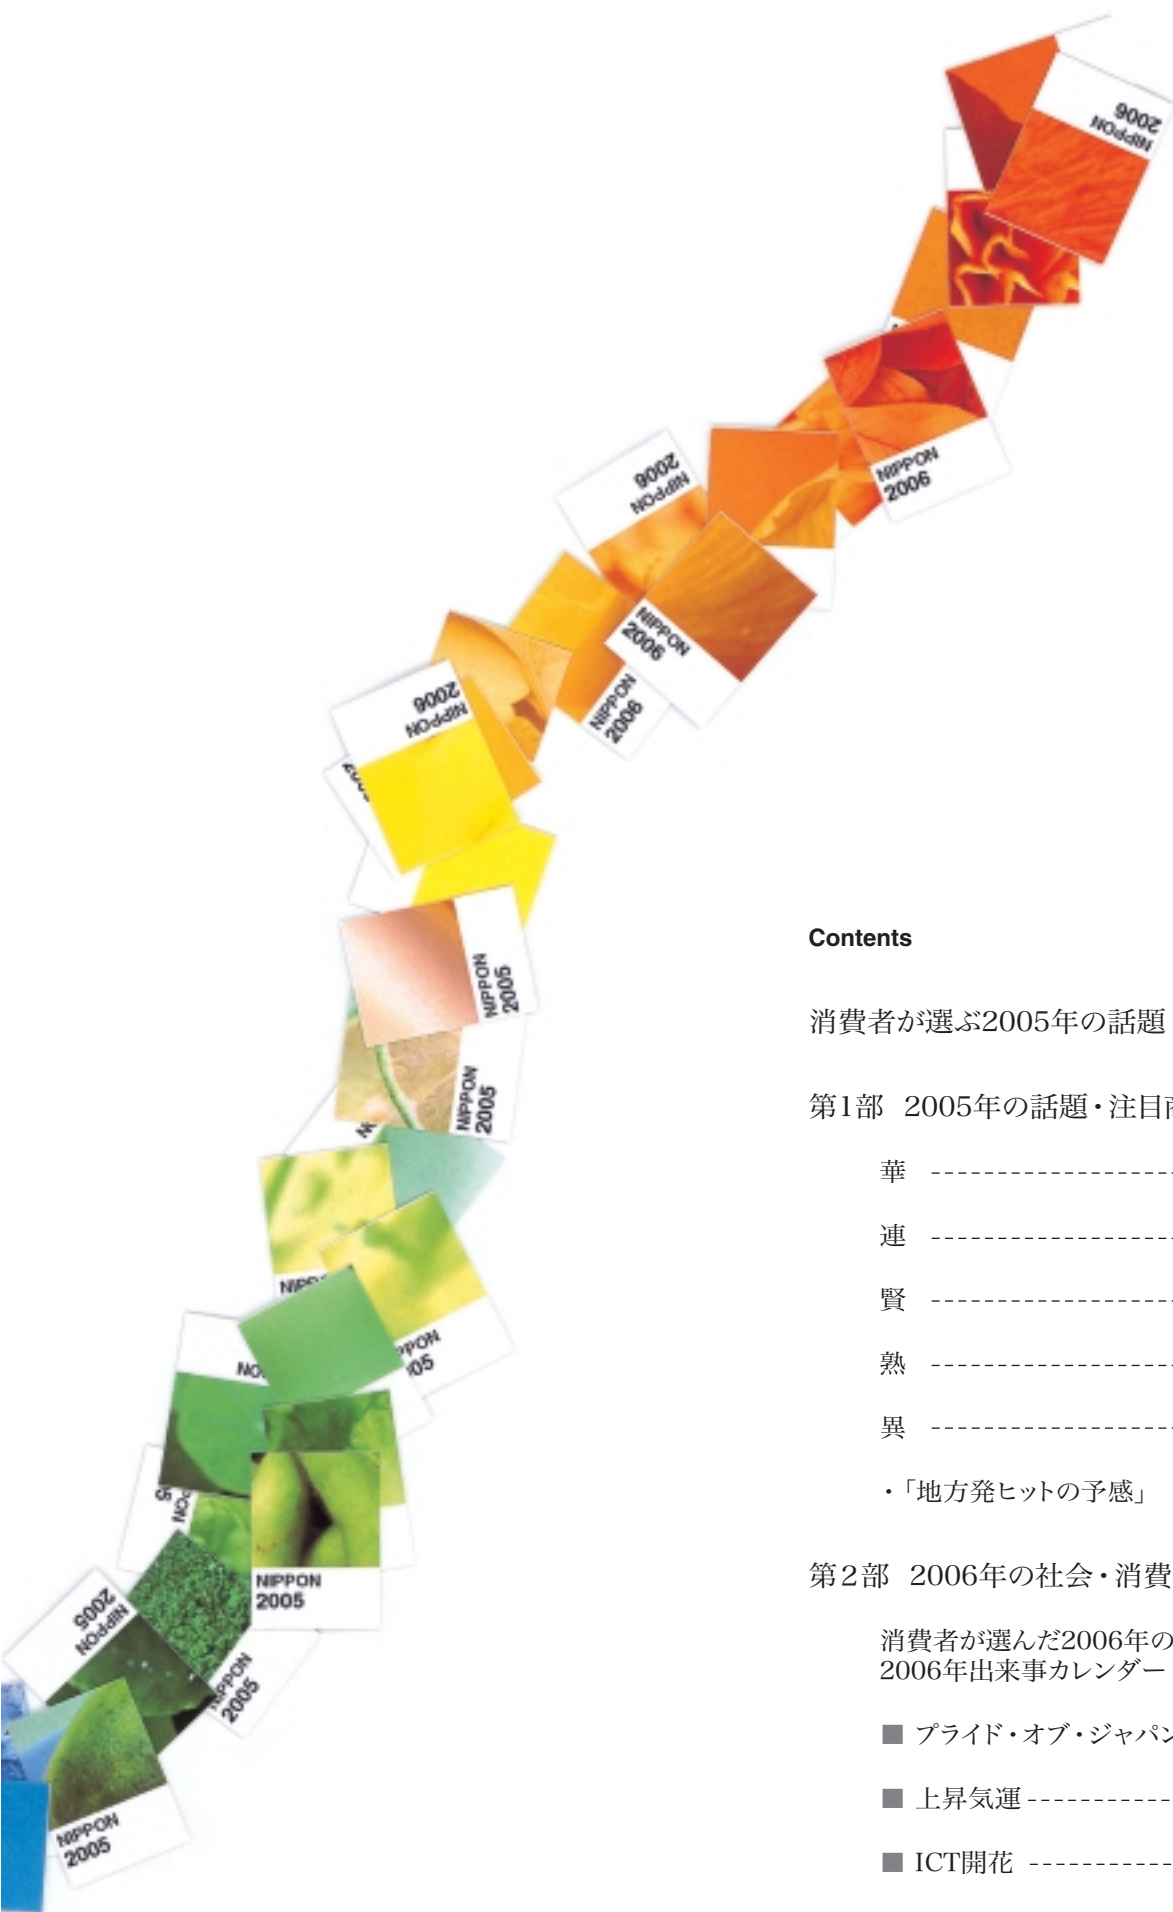 NIPPON
2006
NIPPON
2006
NIPPON
2006
NIPPON
2006
NIPPON
2006
NIPPON
2006
NIPPON
2005
NIPPON
2005
NIPPON
2005
NIPPON
2005
NIPPON
2005
NIPPON
2005
Contents
消費者が選ぶ2005年の話題
第1部 2005年の話題・注目
華
連
賢
熟
異
・「地方発ヒットの予感」
第2部 2006年の社会・消費
消費者が選んだ2006年の
2006年出来事カレンダー
■ プライド・オブ・ジャパン
■ 上昇気運
■ ICT開花